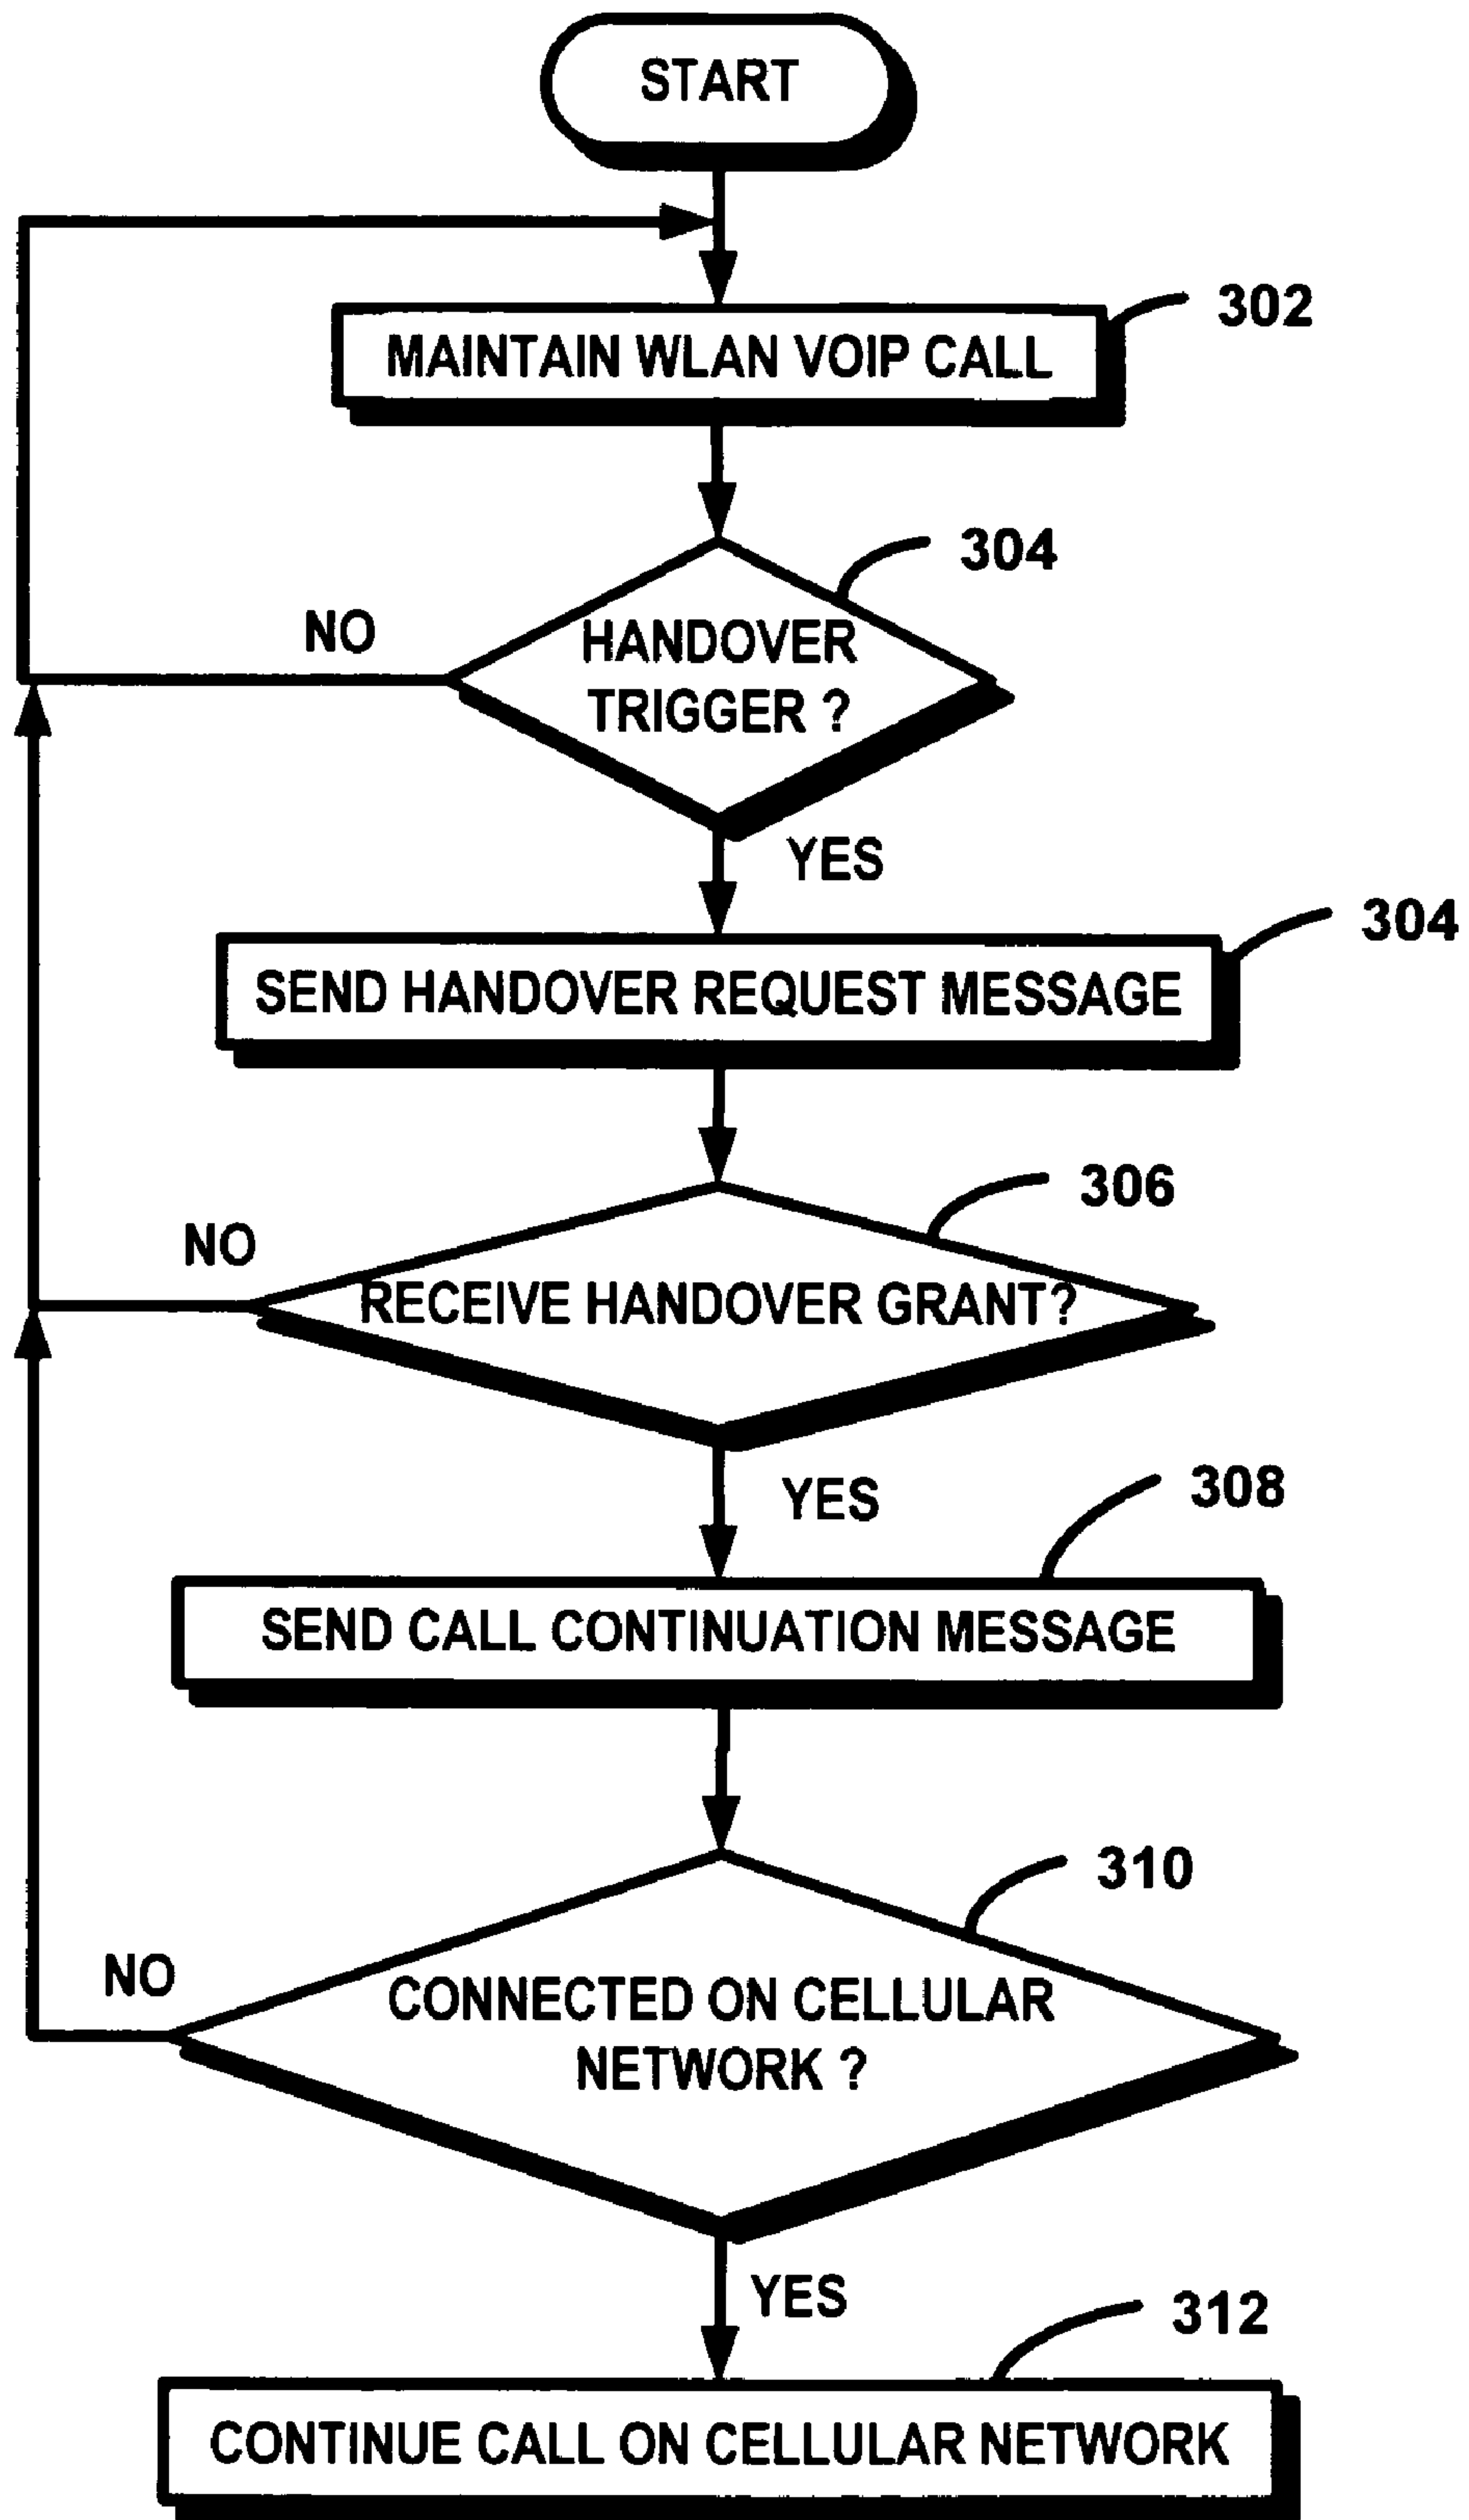 START
302
MAINTAIN WLAN VOIP CALL
304
NO
HANDOVER
TRIGGER ?
YES
304
SEND HANDOVER REQUEST MESSAGE
306
NO
RECEIVE HANDOVER GRANT?
YES
308
SEND CALL CONTINUATION MESSAGE
310
NO
CONNECTED ON CELLULAR
NETWORK ?
YES
312
CONTINUE CALL ON CELLULAR NETWORK